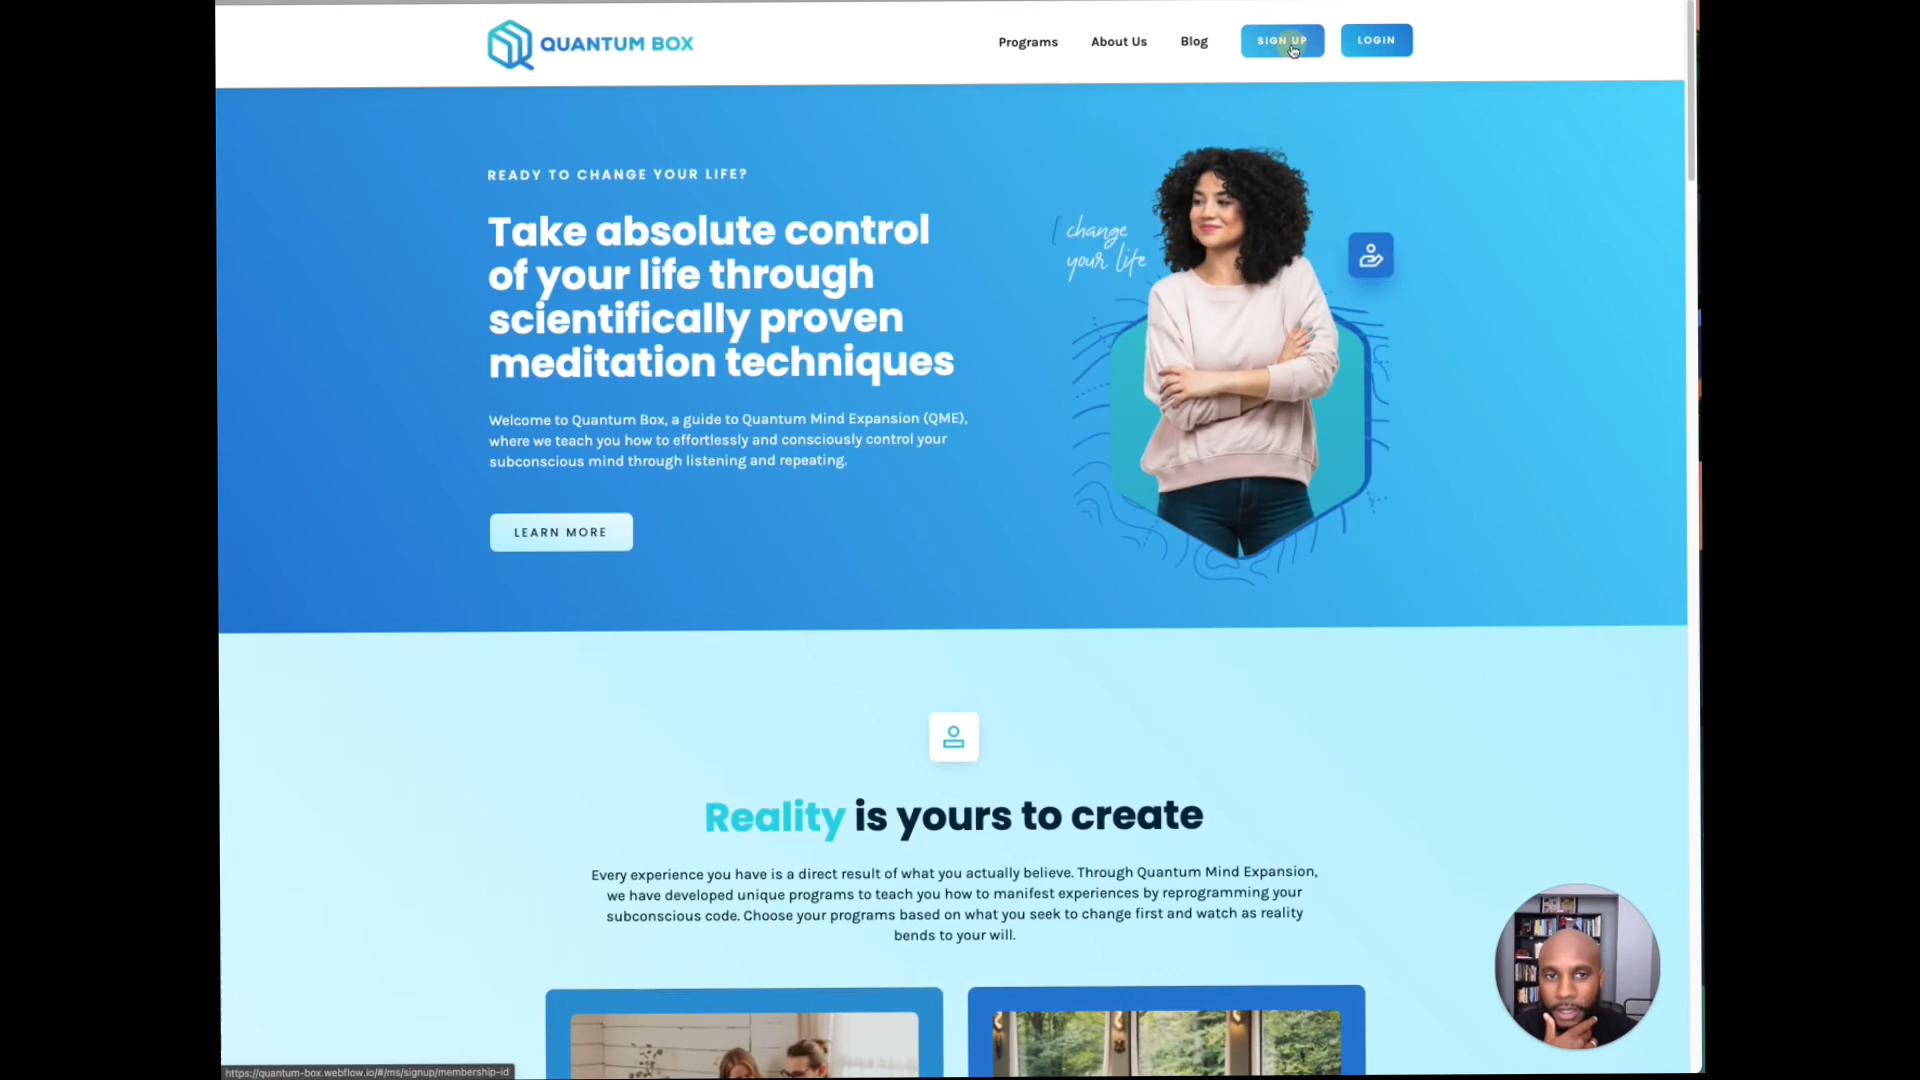 QUANTUM BOX
Programs
About Us
Blog
SIGN UP
LOGIN
READY TO CHANGE YOUR LIFE?
Take absolute control
of your life through
scientifically proven
meditation techniques
I change
your life
Welcome to Quantum Box, a guide to Quantum Mind Expansion (QME),
where we teach you how to effortlessly and consciously control your
subconscious mind through listening and repeating.
LEARN MORE
Reality is yours to create
Every experience you have is a direct result of what you actually believe. Through Quantum Mind Expansion,
we have developed unique programs to teach you how to manifest experiences by reprogramming your
subconscious code. Choose your programs based on what you seek to change first and watch as reality
bends to your will.
https://quantum-box.webflow.io/#/ms/signup/membership-id